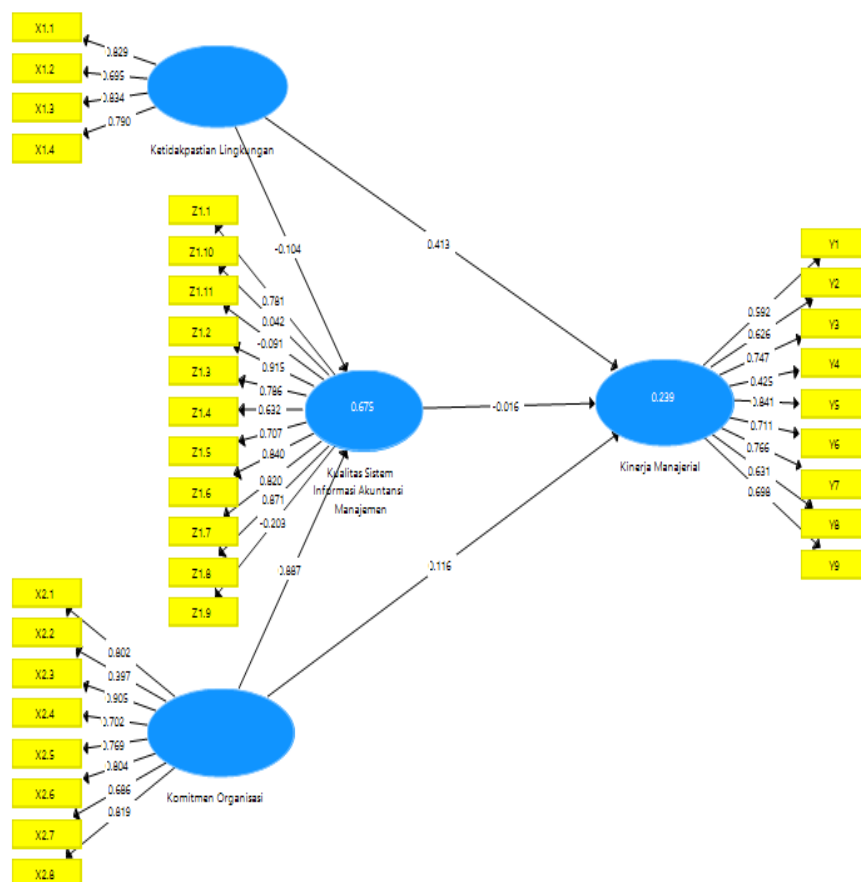 X1.1
X1.2
X1.3
X1.4
0.829
0.695
0.834
0.790
Ketidakpastian Lingkungan
-0.104
0.413
Z1.1
Z1.10
Z1.11
Z1.2
Z1.3
Z1.4
Z1.5
Z1.6
Z1.7
Z1.8
Z1.9
0.781
0.042
-0.091
0.915
0.786
0.632
0.707
0.840
0.820
0.871
-0.203
0.675
Kualitas Sistem
Informasi Akuntansi
Manajemen
-0.016
0.887
0.116
0.239
Kinerja Manajerial
0.592
0.626
0.747
0.425
0.841
0.711
0.766
0.631
0.698
Y1
Y2
Y3
Y4
Y5
Y6
Y7
Y8
Y9
X2.1
X2.2
X2.3
X2.4
X2.5
X2.6
X2.7
X2.8
0.802
0.397
0.905
0.702
0.769
0.804
0.686
0.819
Komitmen Organisasi